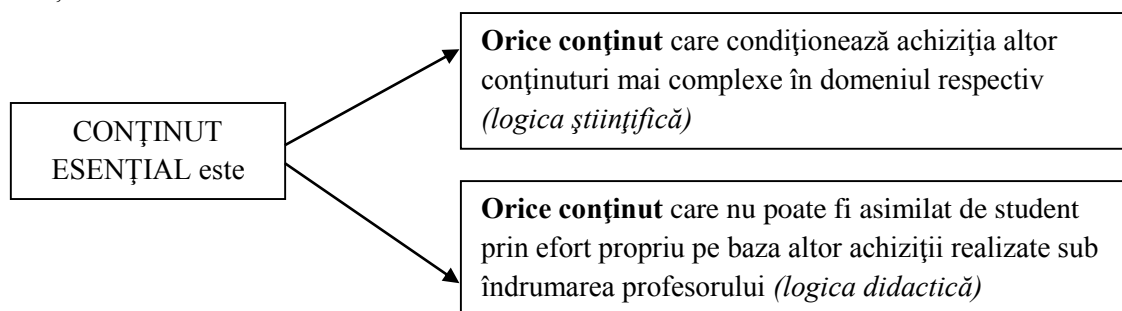 CONŢINUT
ESENŢIAL este
Orice conţinut care condiţionează achiziţia altor
conţinuturi mai complexe în domeniul respectiv
(logica ştiinţifică)
Orice conţinut care nu poate fi asimilat de student
prin efort propriu pe baza altor achiziţii realizate sub
îndrumarea profesorului (logica didactică)